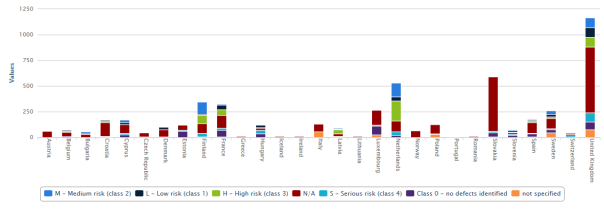 1250
1000
750
500
250
0
Values
Austria
Belgium
Bulgaria
Croatia
Cyprus
Czech Republic
Denmark
Estonia
Finland
France
Greece
Hungary
Iceland
Ireland
Italy
Latvia
Lithuania
Luxembourg
Netherlands
Norway
Poland
Portugal
Romania
Slovakia
Slovenia
Spain
Sweden
Switzerland
United Kingdom
M - Medium risk (class 2) L - Low risk (class 1) H - High risk (class 3) N/A S - Serious risk (class 4) Class 0 - no defects identified not specified